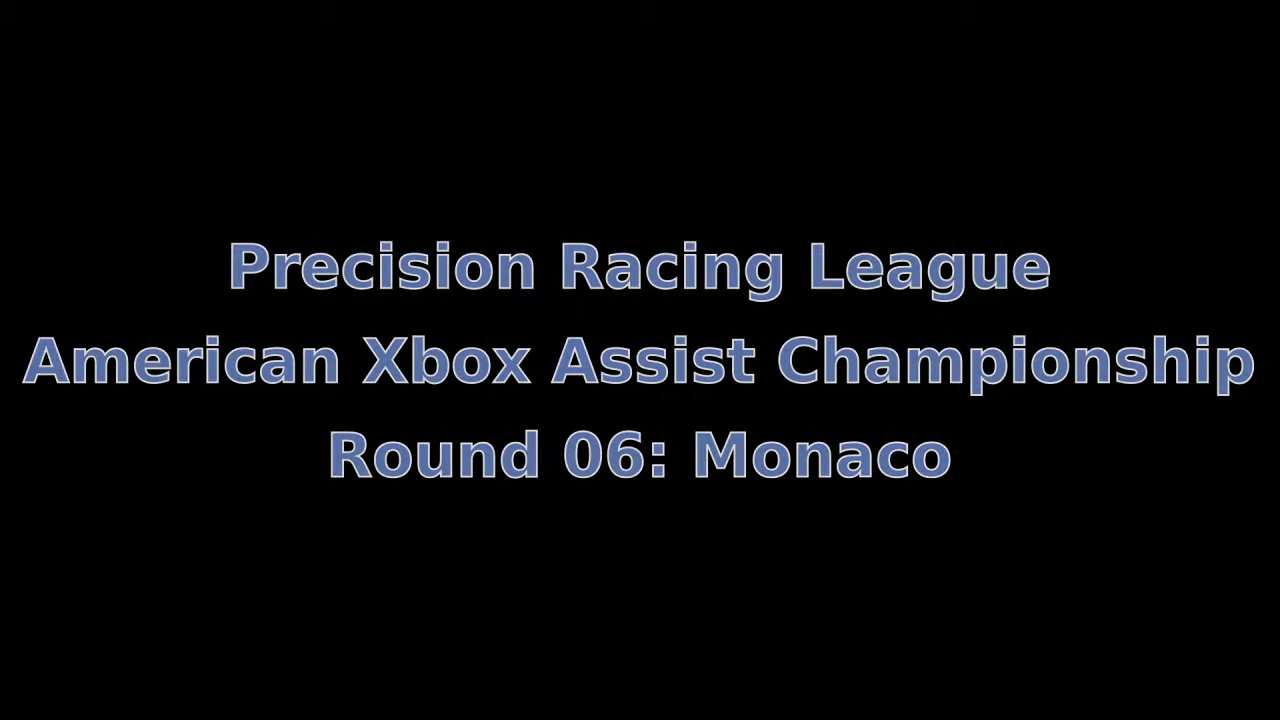 Precision Racing League
American Xbox Assist Championship
Round 06: Monaco